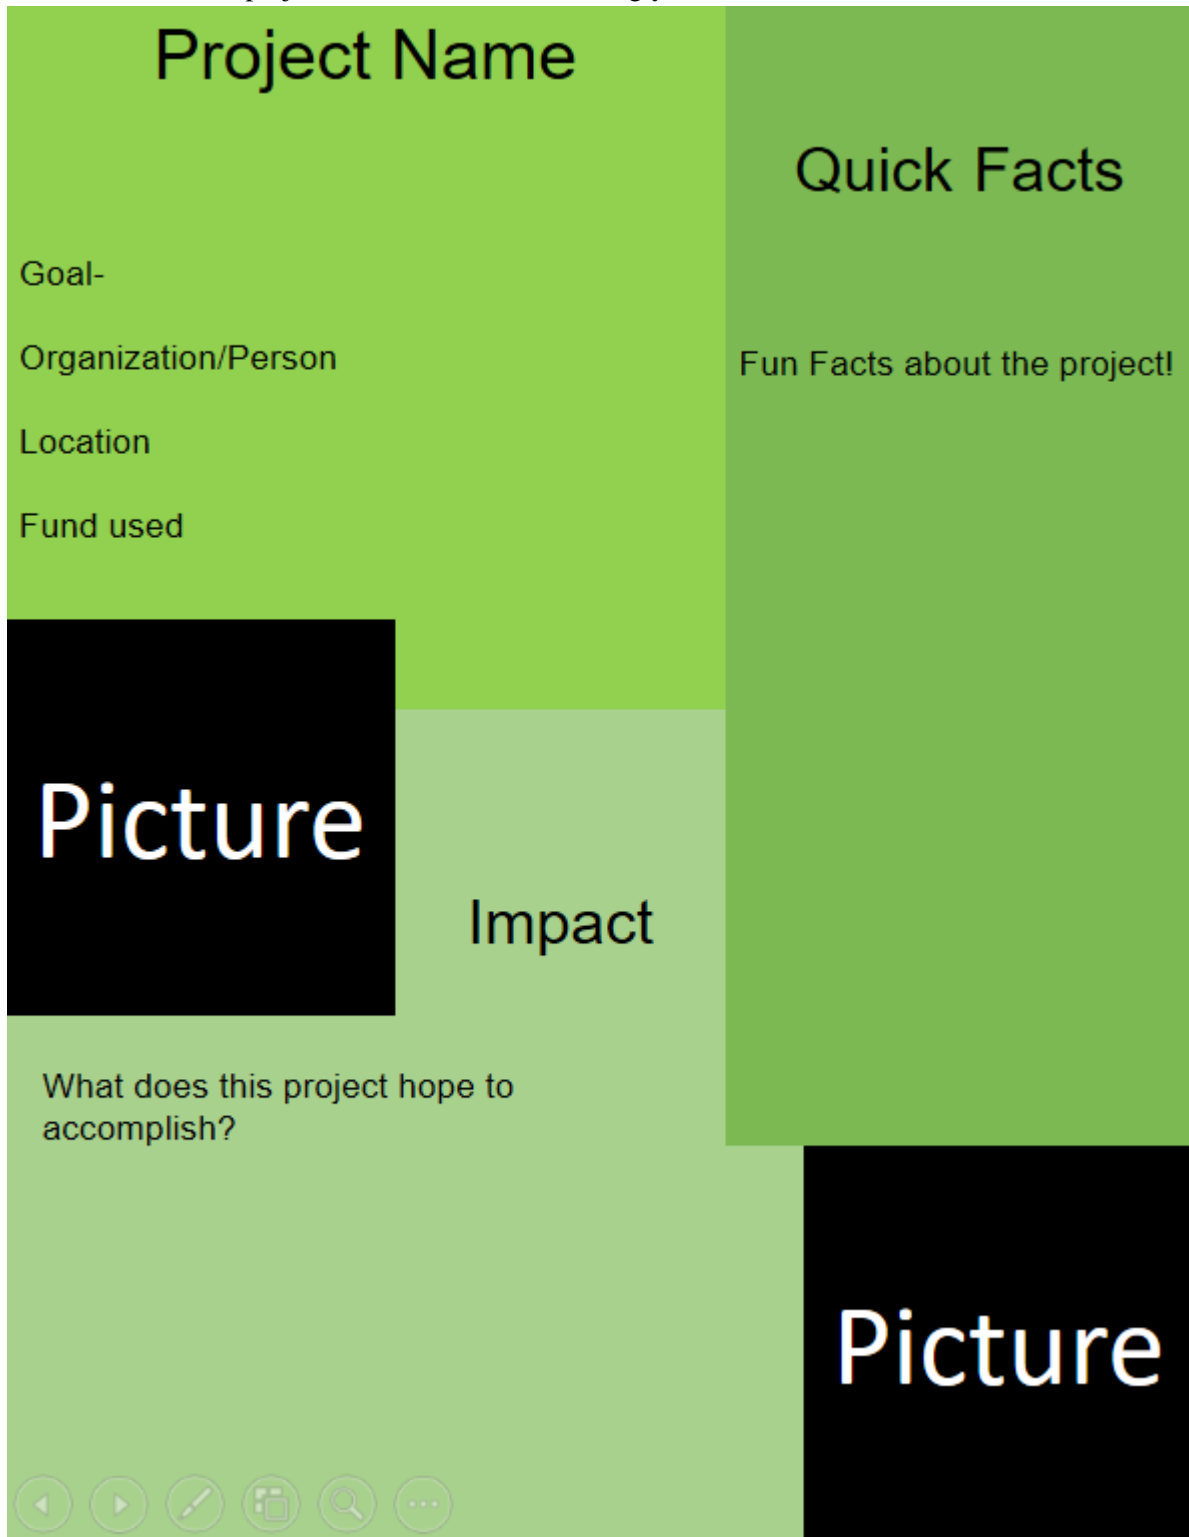 Project Name
Goal-
Organization/Person
Location
Fund used
Quick Facts
Fun Facts about the project!
Picture
Impact
What does this project hope to
accomplish?
Picture